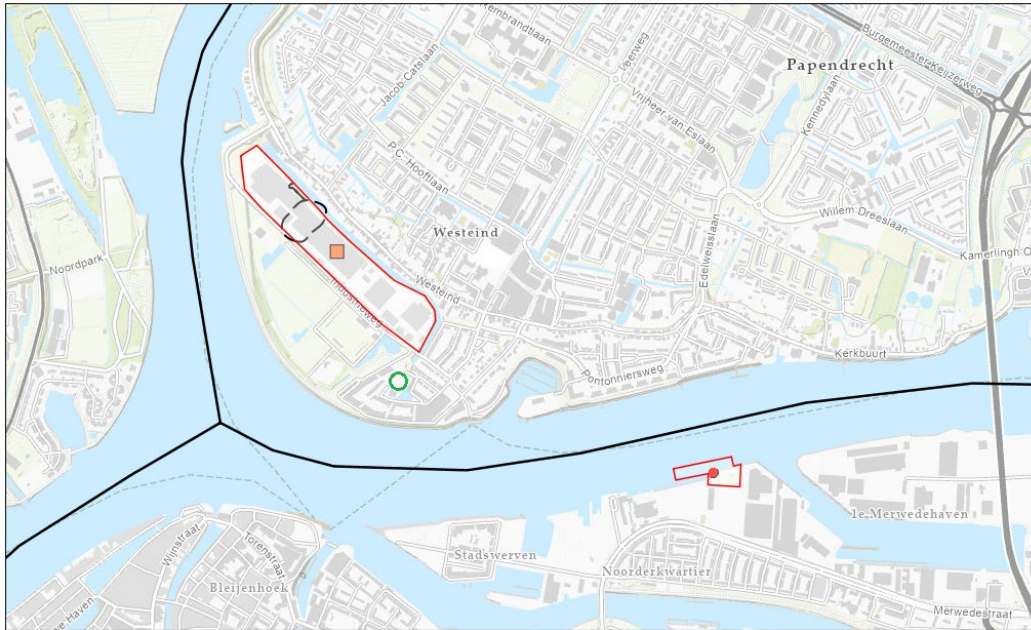 Rembrandtlaan
Burgemeester Keijzerweg
Papendrecht
Veerweg
Jacob Catslaan
Kennedylaan
Vrijheer van Eslaan
P.C. Hooftlaan
Willem Dreeslaan
Westeind
Noordpark
Edelweisslaan
Kamerlingh O
Westeind
Industrieweg
Kerkbuurt
Pontonniersweg
1e Merwedehaven
Wijnstraat
Torenstraat
Stadswerven
Noorderkwartier
Bleijenhoek
we Haven
Merwedestraat